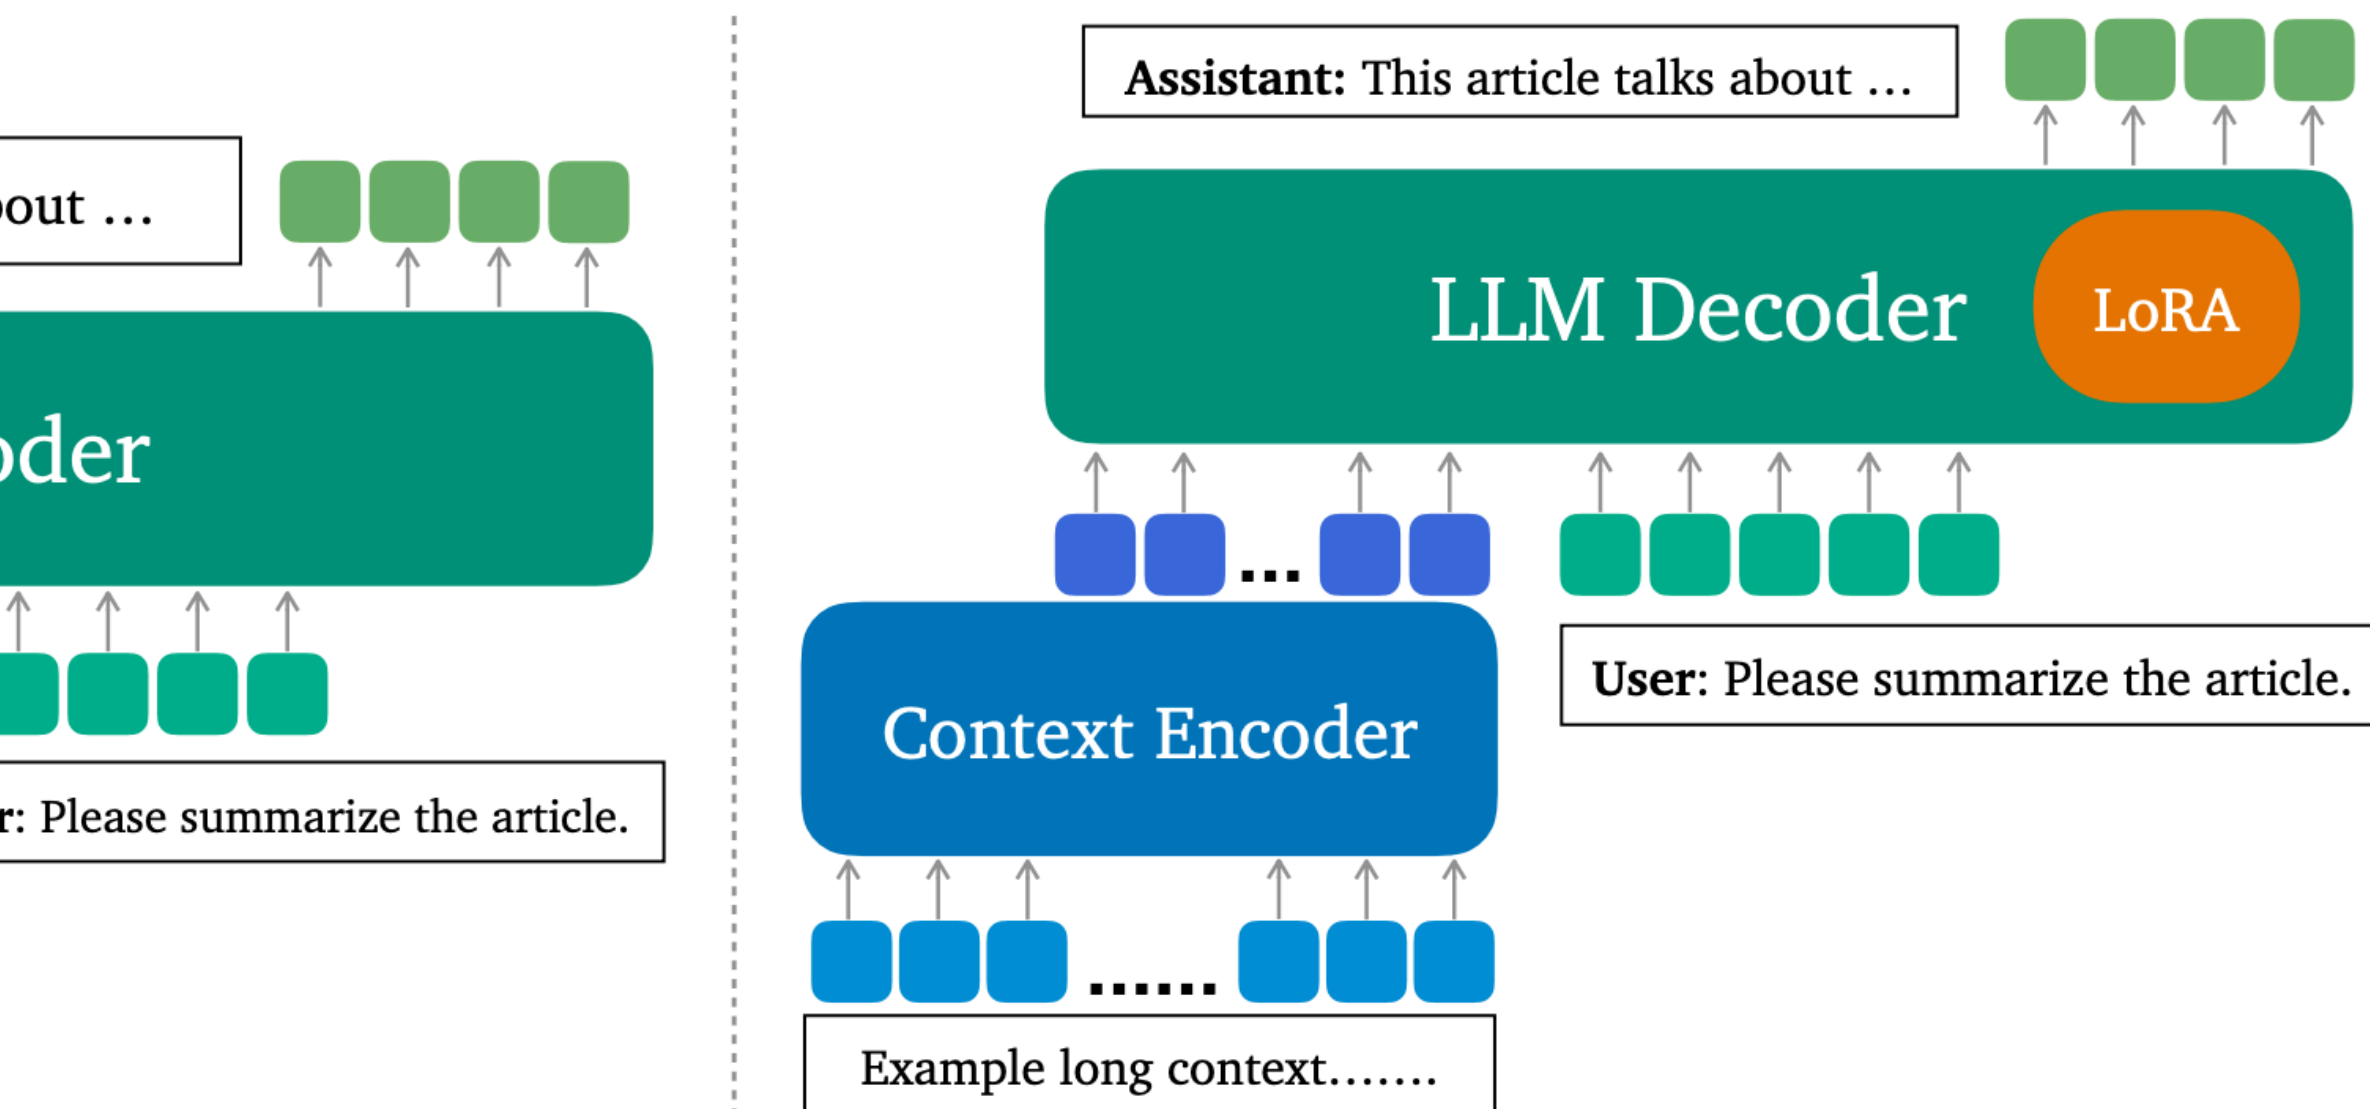 ...
oder
: Please summarize the article.
Assistant: This article talks about ...
LLM Decoder
LoRA
...
User: Please summarize the article.
Context Encoder
......
Example long context.......